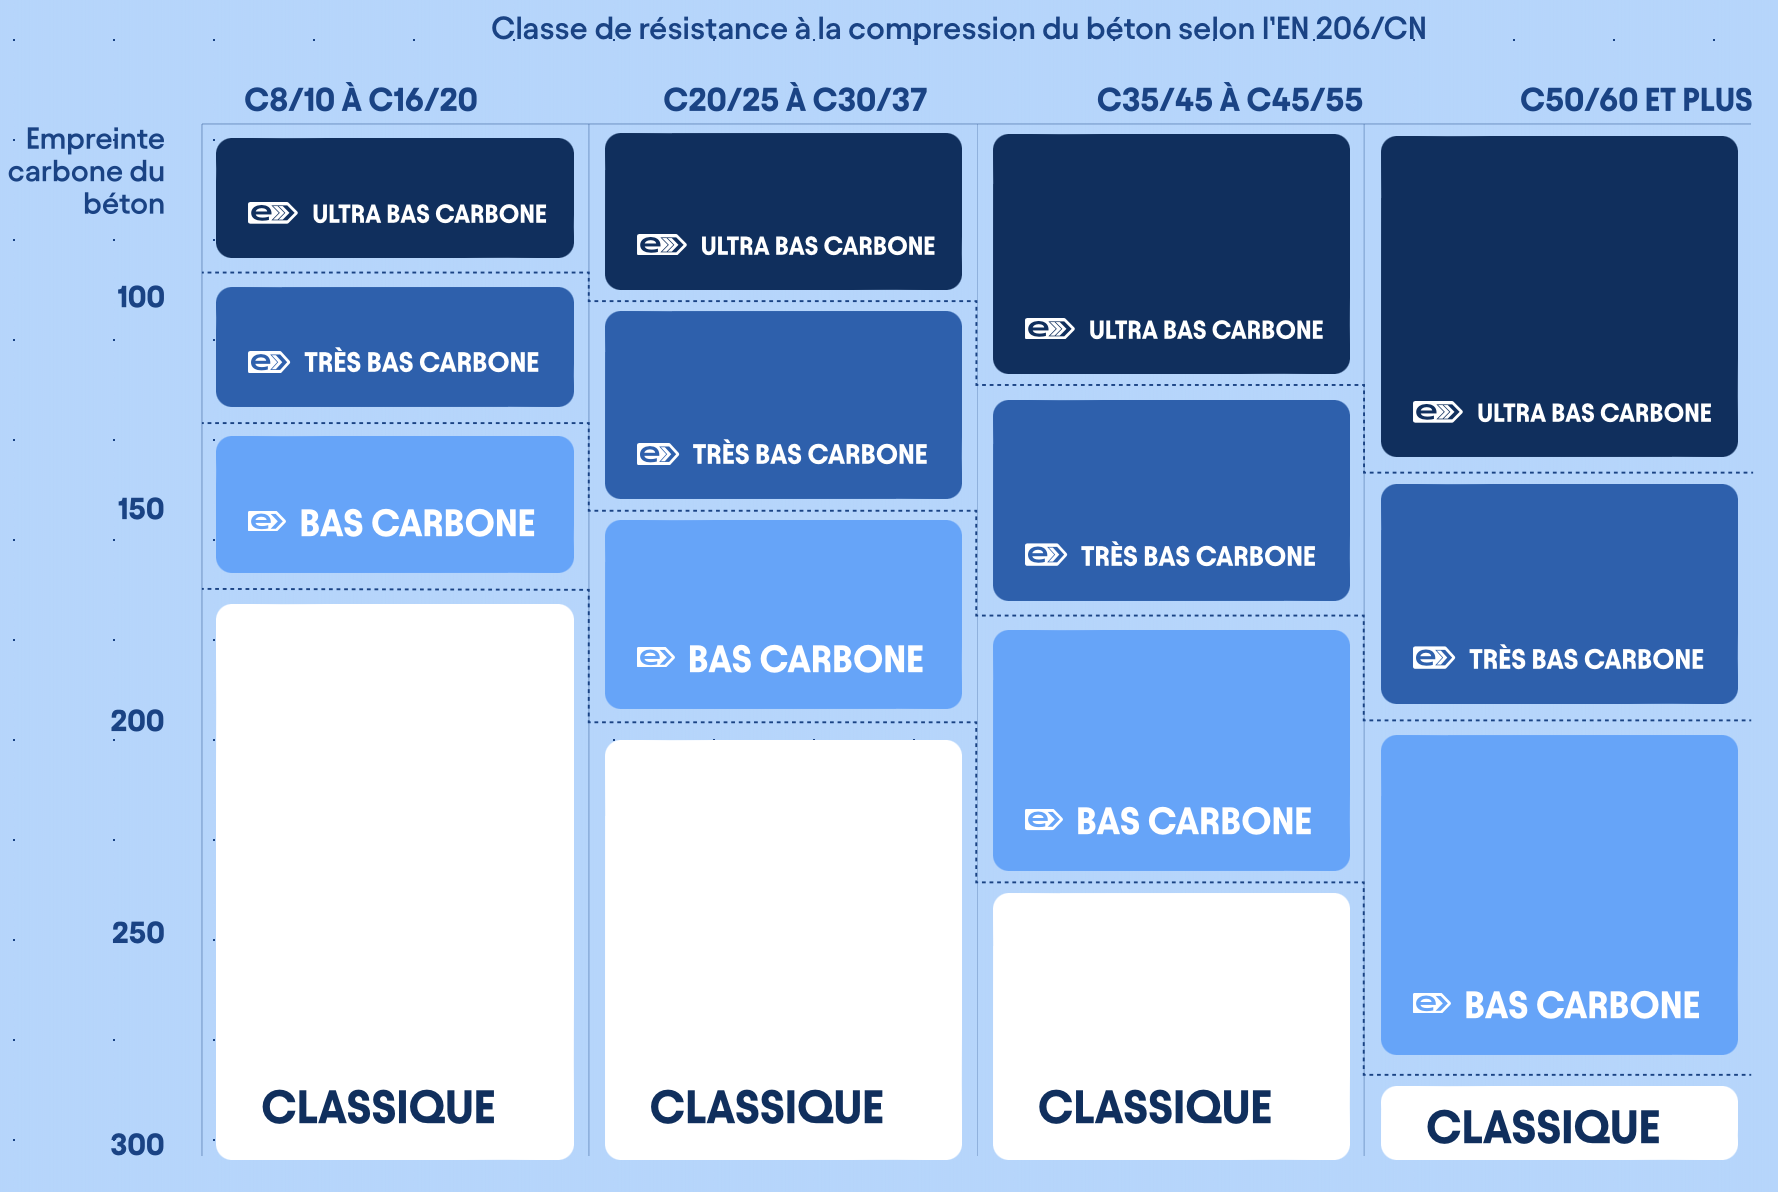 Classe de résistance à la compression du béton selon l'EN 206/CN
C8/10 À C16/20
C20/25 À C30/37
C35/45 À C45/55
C50/60 ET PLUS
Empreinte
carbone du
béton
100
150
200
250
300
e ULTRA BAS CARBONE
e TRÈS BAS CARBONE
e BAS CARBONE
CLASSIQUE
e ULTRA BAS CARBONE
e TRÈS BAS CARBONE
e BAS CARBONE
CLASSIQUE
e ULTRA BAS CARBONE
e TRÈS BAS CARBONE
e BAS CARBONE
CLASSIQUE
e ULTRA BAS CARBONE
e TRÈS BAS CARBONE
e BAS CARBONE
CLASSIQUE